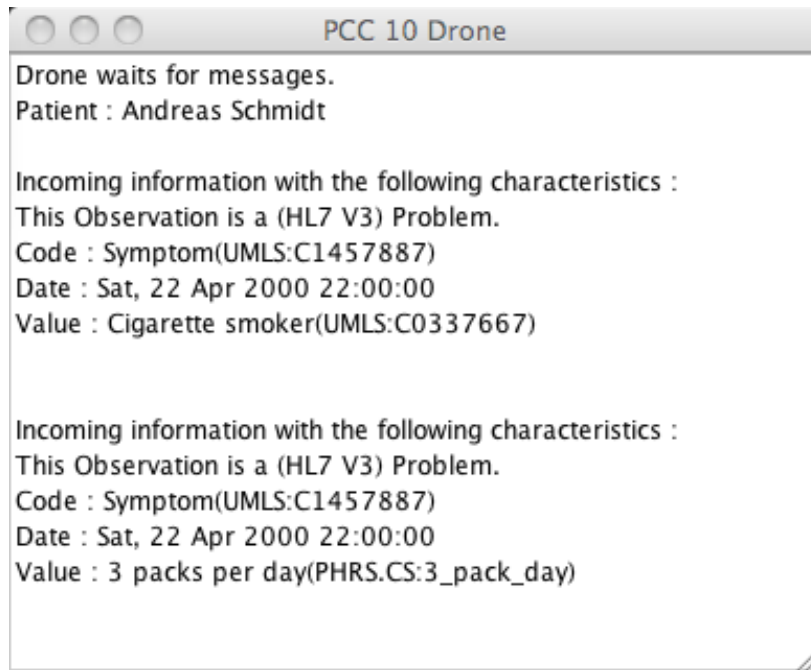 PCC 10 Drone
Drone waits for messages.
Patient : Andreas Schmidt
Incoming information with the following characteristics :
This Observation is a (HL7 V3) Problem.
Code : Symptom(UMLS:C1457887)
Date : Sat, 22 Apr 2000 22:00:00
Value : Cigarette smoker(UMLS:C0337667)
Incoming information with the following characteristics :
This Observation is a (HL7 V3) Problem.
Code : Symptom(UMLS:C1457887)
Date : Sat, 22 Apr 2000 22:00:00
Value : 3 packs per day(PHRS.CS:3_pack_day)